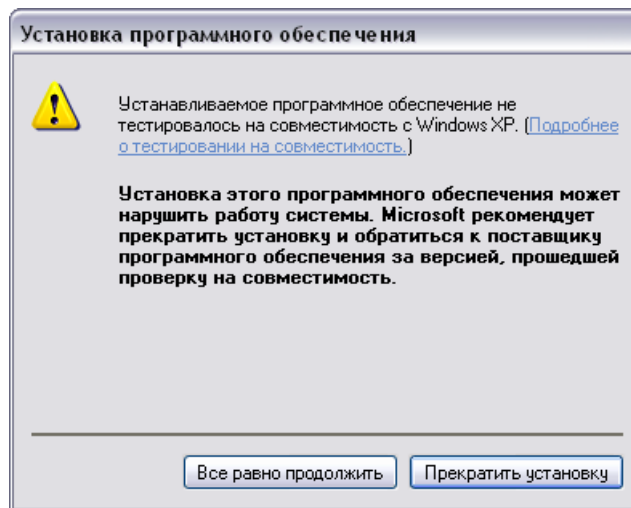 Установка программного обеспечения
Устанавливаемое программное обеспечение не
тестировалось на совместимость с Windows XP. (Подробнее
о тестировании на совместимость.)
Установка этого программного обеспечения может
нарушить работу системы. Microsoft рекомендует
прекратить установку и обратиться к поставщику
программного обеспечения за версией, прошедшей
проверку на совместимость.
Все равно продолжить
Прекратить установку